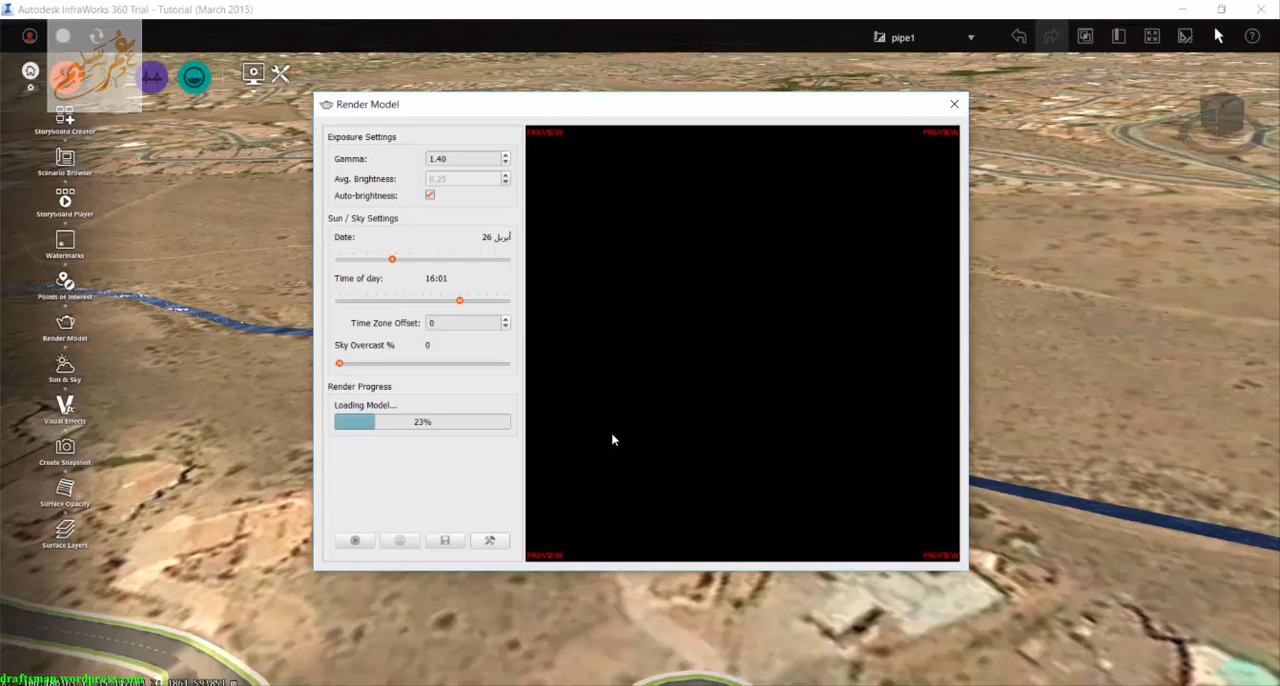 Autodesk InfraWorks 360 Trial - Tutorial (March 2015)
pipe1
Storyboard Creator
Scenario Browser
Storyboard Player
Watermarks
Points of Interest
Render Model
Sun & Sky
Visual Effects
Create Snapshot
Surface Opacity
Surface Layers
Render Model
Exposure Settings
Gamma: 1.40
Avg. Brightness: 0.25
Auto-brightness:
Sun / Sky Settings
Date: أبريل 26
Time of day: 16:01
Time Zone Offset: 0
Sky Overcast % 0
Render Progress
Loading Model...
23%
PREVIEW PREVIEW
PREVIEW PREVIEW
draftsman.wordpress.com